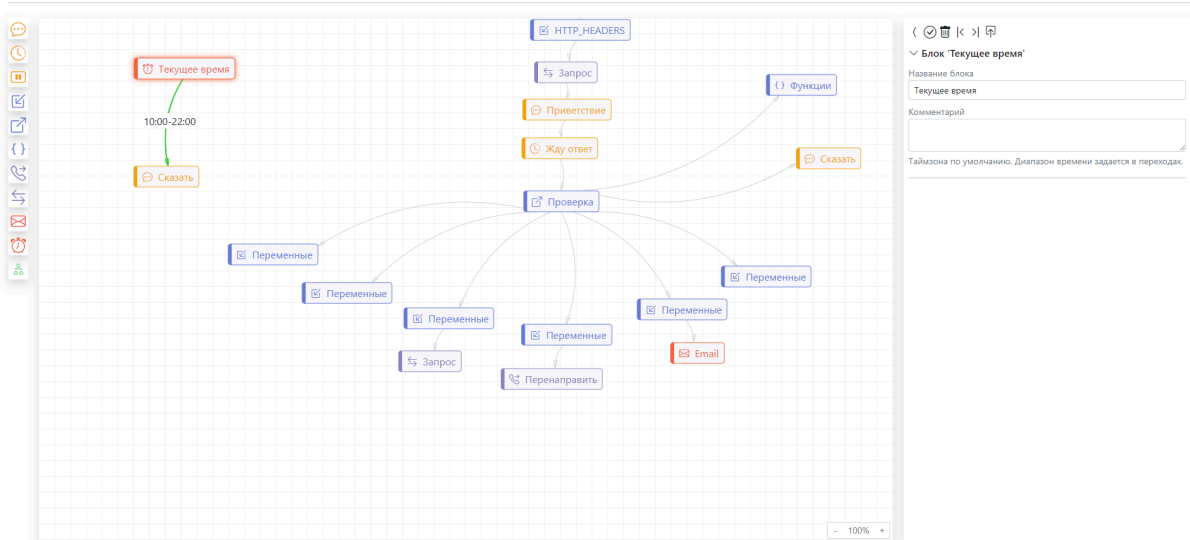 HTTP_HEADERS
Текущее время
Запрос
{ } Функции
Приветствие
10:00-22:00
Жду ответ
Сказать
Сказать
Проверка
Переменные
Переменные
Переменные
Переменные
Переменные
Переменные
Запрос
Email
Перенаправить
- 100% +
Блок 'Текущее время'
Название блока
Текущее время
Комментарий
Таймзона по умолчанию. Диапазон времени задается в переходах.